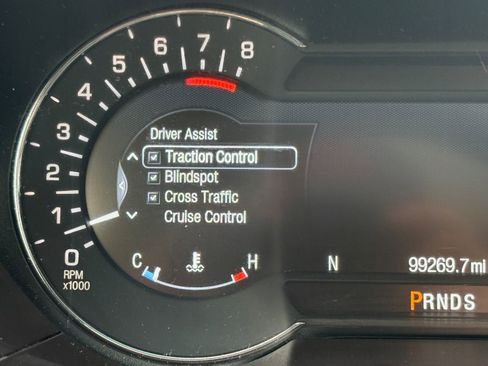 8
7
6
5
4
3
2
1
0
RPM
x1000
Driver Assist
Traction Control
Blindspot
Cross Traffic
Cruise Control
C H N 99269.7 mi
PRNDS